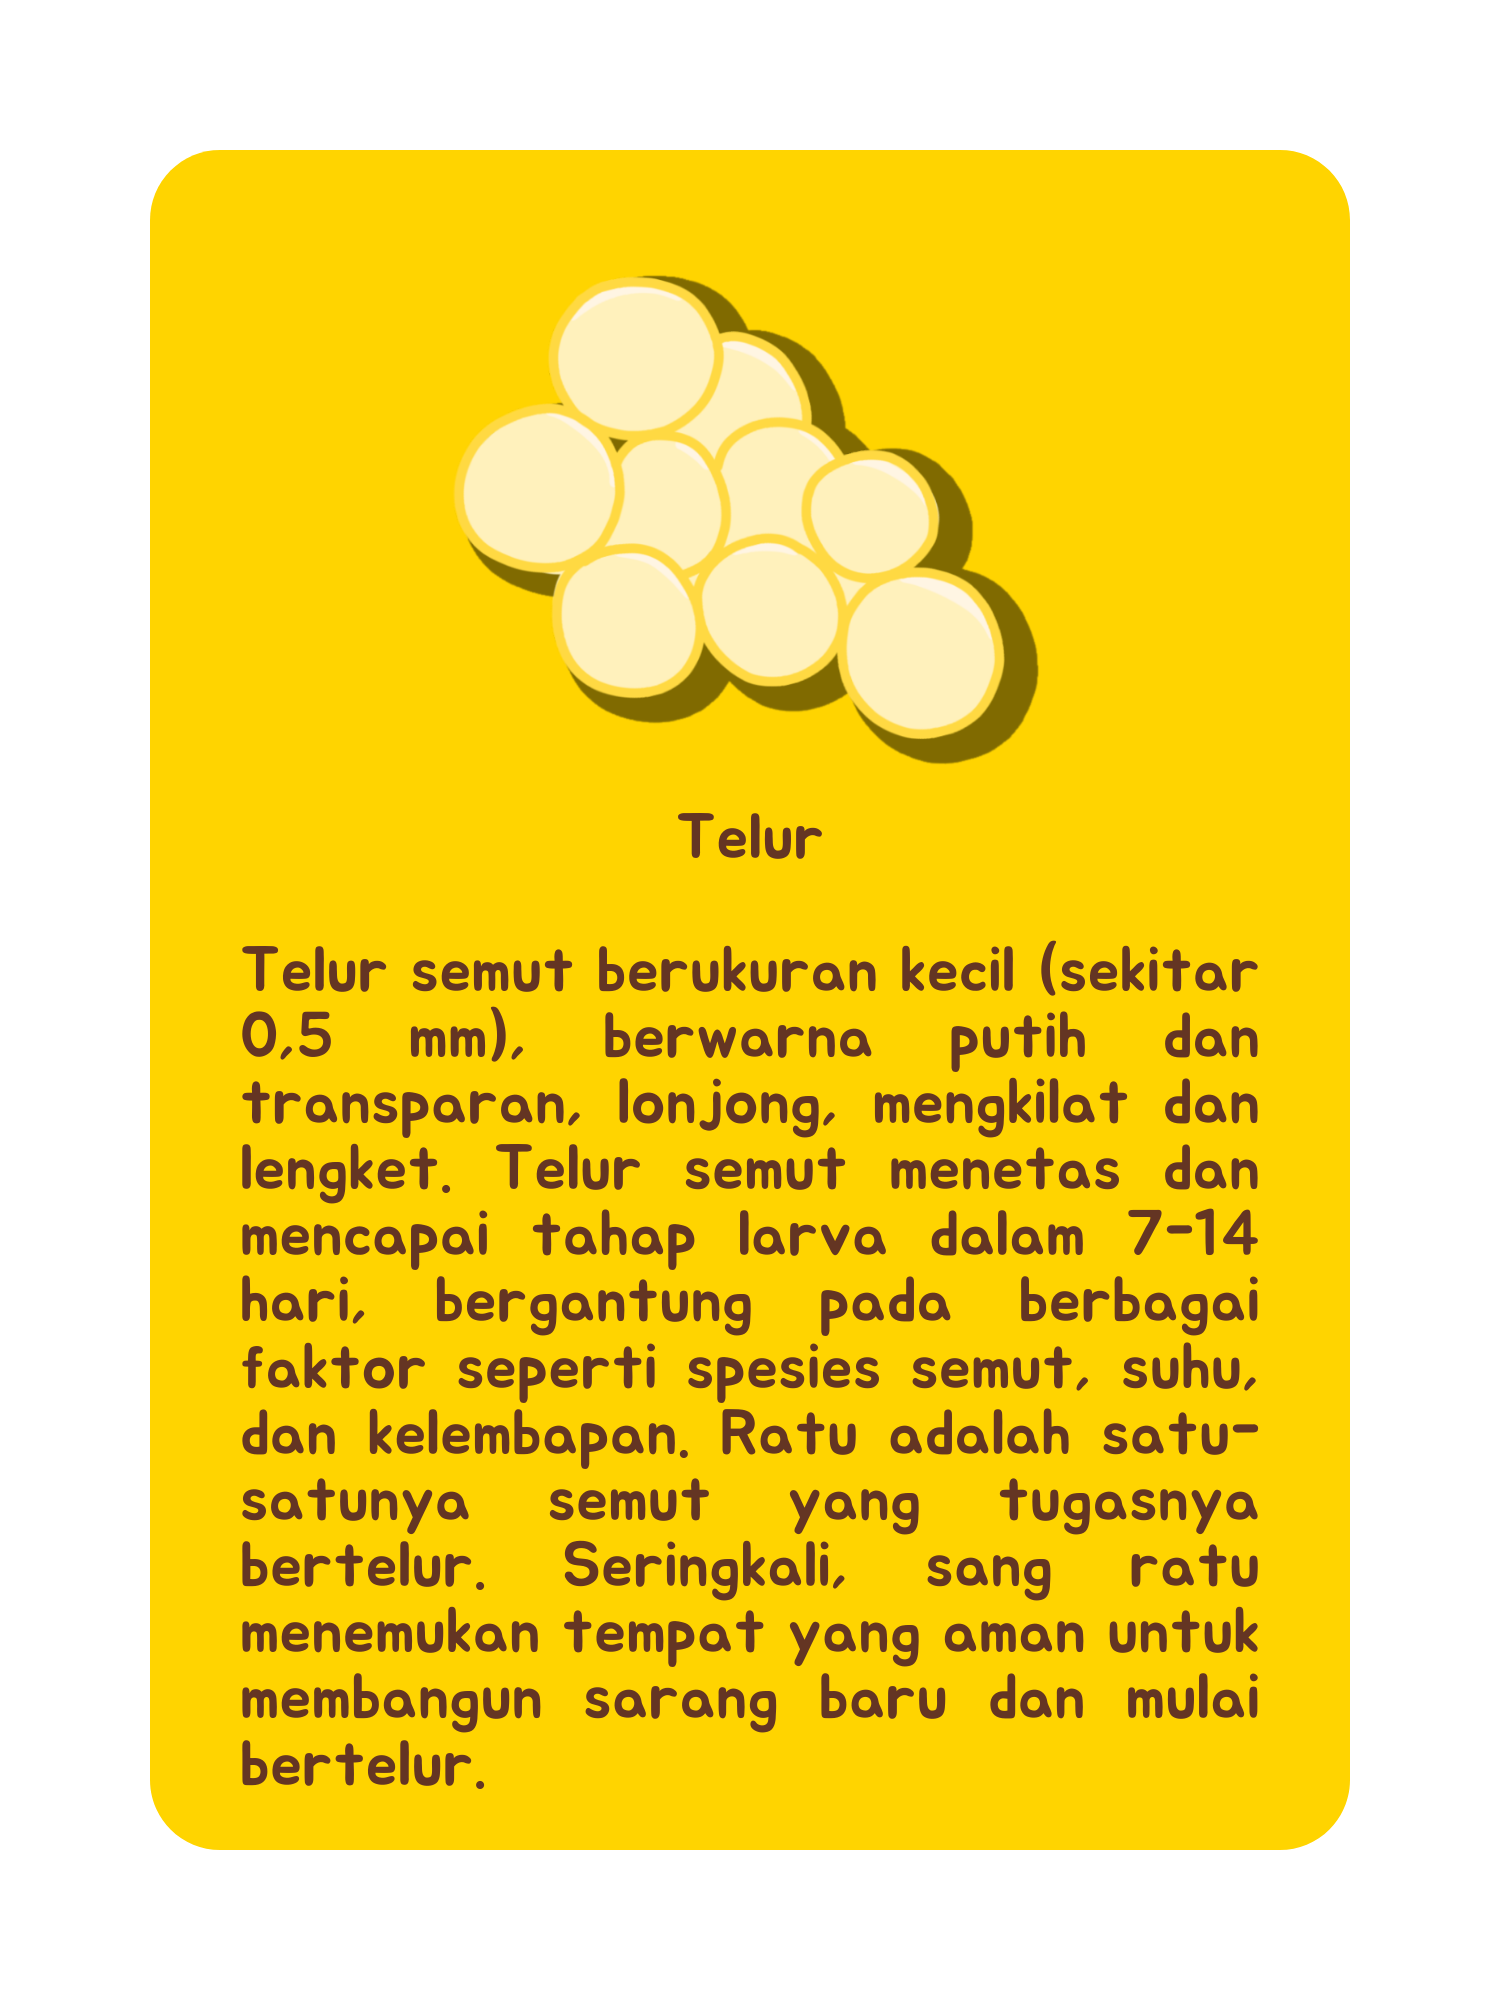 Telur
Telur semut berukuran kecil (sekitar
0,5 mm), berwarna putih dan
transparan, lonjong, mengkilat dan
lengket. Telur semut menetas dan
mencapai tahap larva dalam 7-14
hari, bergantung pada berbagai
faktor seperti spesies semut, suhu,
dan kelembapan. Ratu adalah satu-
satunya semut yang tugasnya
bertelur. Seringkali, sang ratu
menemukan tempat yang aman untuk
membangun sarang baru dan mulai
bertelur.